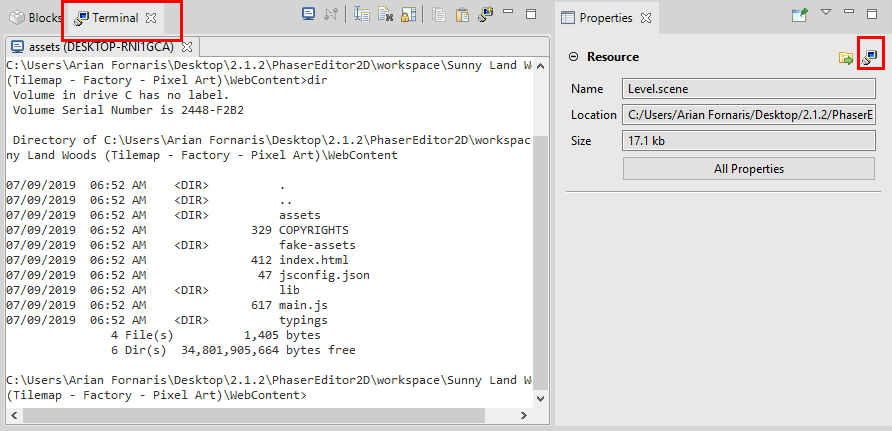 Blocks
Terminal
assets (DESKTOP-RNI1GCA)
C:\Users\Arian Fornaris\Desktop\2.1.2\PhaserEditor2D\workspace\Sunny Land W
(Tilemap - Factory - Pixel Art)\WebContent>dir
Volume in drive C has no label.
Volume Serial Number is 2448-F2B2
Directory of C:\Users\Arian Fornaris\Desktop\2.1.2\PhaserEditor2D\workspac
ny Land Woods (Tilemap - Factory - Pixel Art)\WebContent
07/09/2019  06:52 AM    <DIR>          .
07/09/2019  06:52 AM    <DIR>          ..
07/09/2019  06:52 AM    <DIR>          assets
07/09/2019  06:52 AM               329 COPYRIGHTS
07/09/2019  06:52 AM    <DIR>          fake-assets
07/09/2019  06:52 AM               412 index.html
07/09/2019  06:52 AM                47 jsconfig.json
07/09/2019  06:52 AM    <DIR>          lib
07/09/2019  06:52 AM               617 main.js
07/09/2019  06:52 AM    <DIR>          typings
4 File(s)          1,405 bytes
6 Dir(s)  34,801,905,664 bytes free
C:\Users\Arian Fornaris\Desktop\2.1.2\PhaserEditor2D\workspace\Sunny Land W
(Tilemap - Factory - Pixel Art)\WebContent>
Properties
Resource
Name Level.scene
Location C:/Users/Arian Fornaris/Desktop/2.1.2/PhaserE
Size 17.1 kb
All Properties